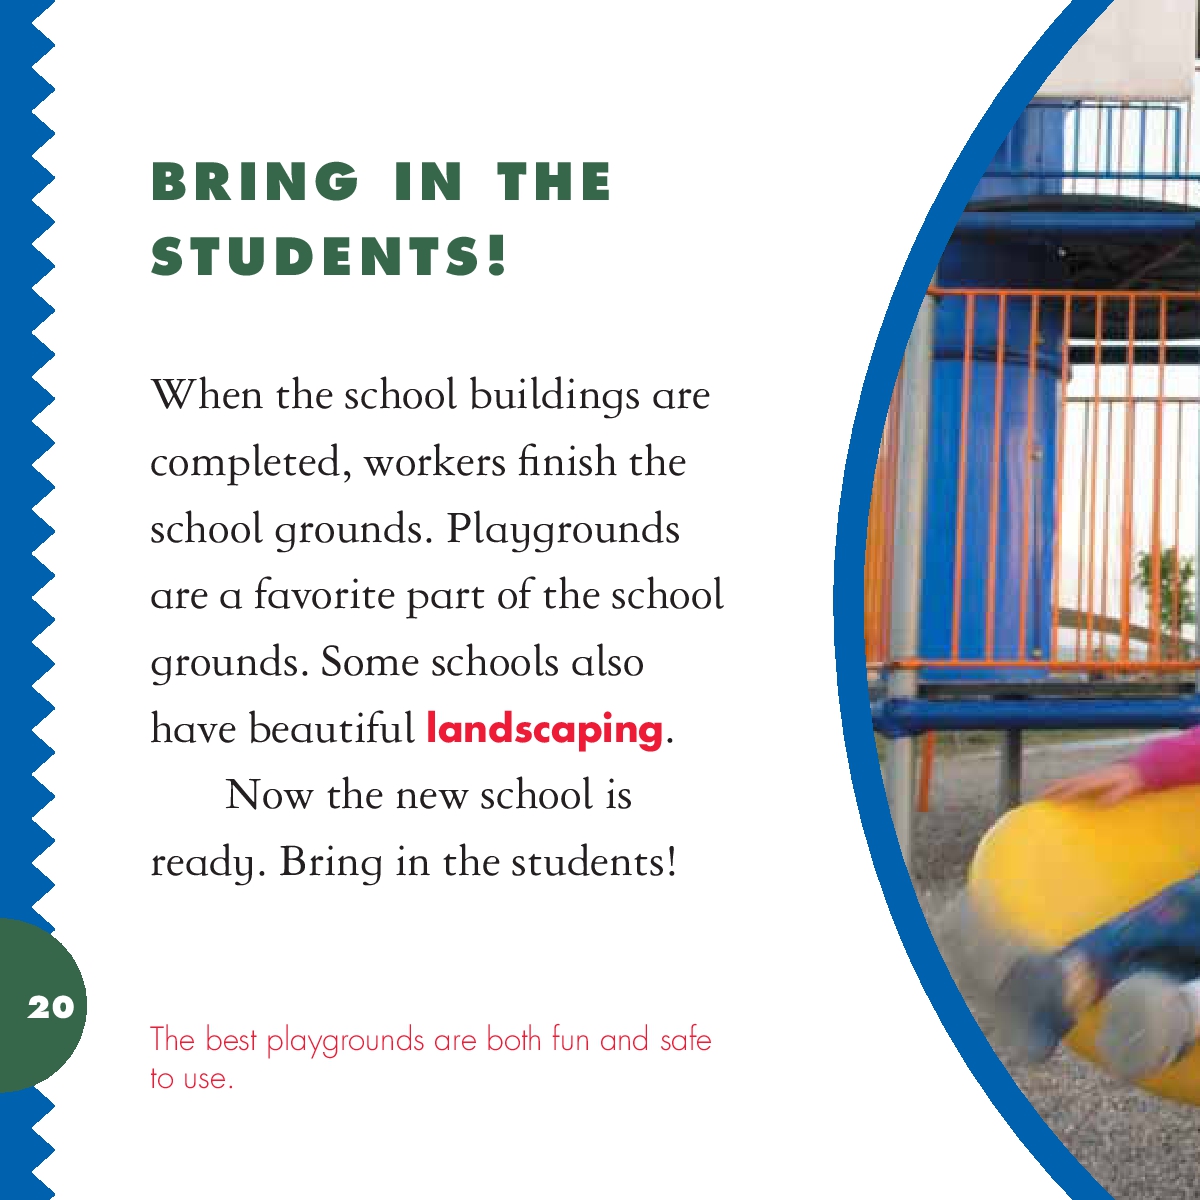 BRING IN THE
STUDENTS!
When the school buildings are
completed, workers finish the
school grounds. Playgrounds
are a favorite part of the school
grounds. Some schools also
have beautiful landscaping.
Now the new school is
ready. Bring in the students!
20
The best playgrounds are both fun and safe
to use.